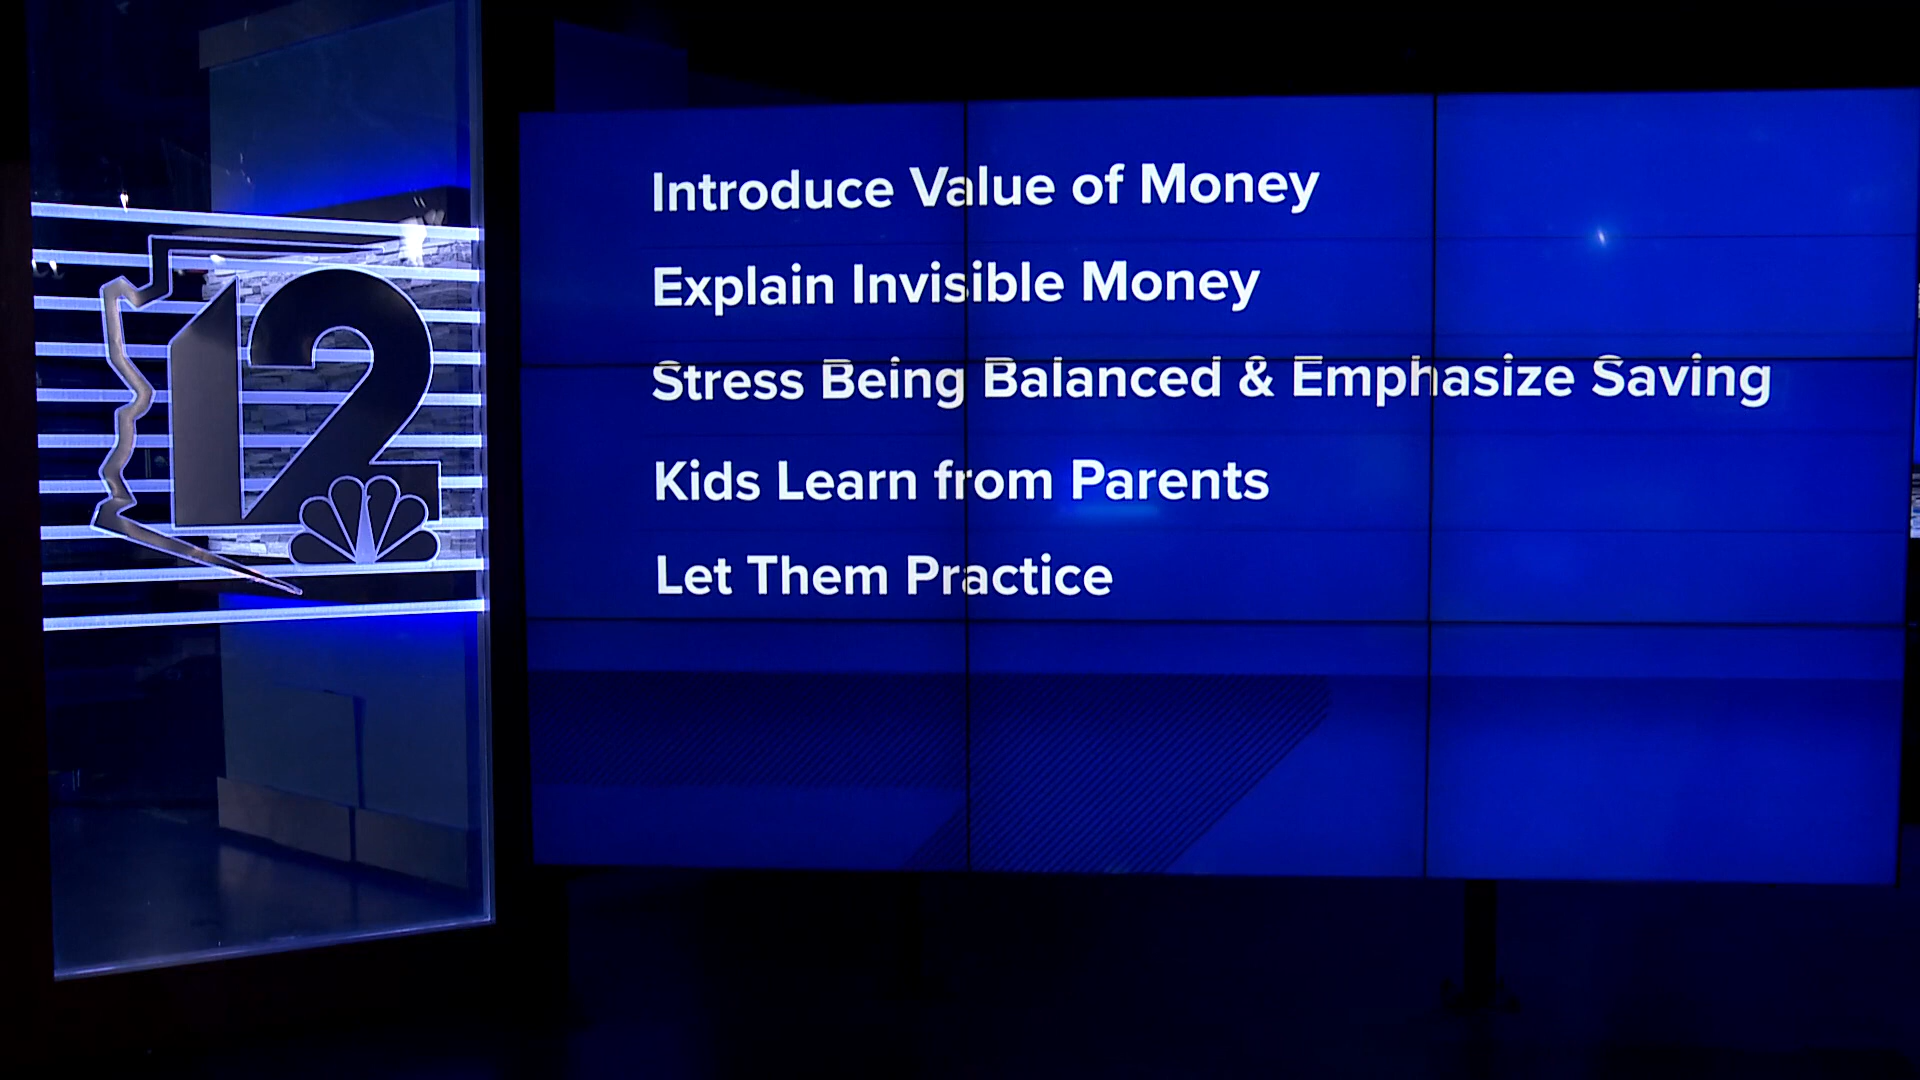 12
Introduce Value of Money
Explain Invisible Money
Stress Being Balanced & Emphasize Saving
Kids Learn from Parents
Let Them Practice